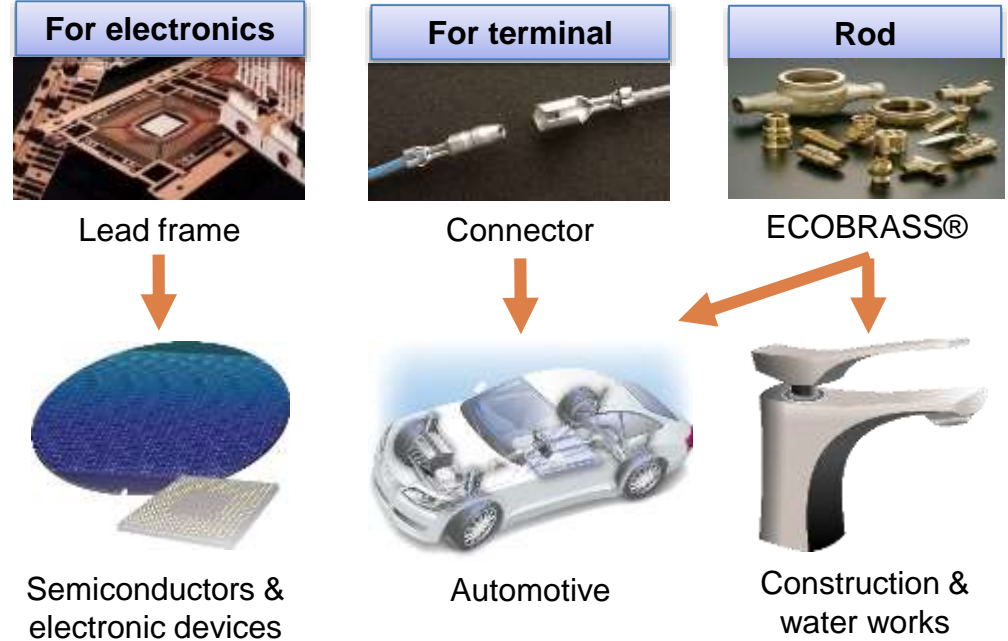 For electronics
For terminal
Rod
Lead frame
Connector
ECOBRASS®
Semiconductors &
electronic devices
Automotive
Construction &
water works